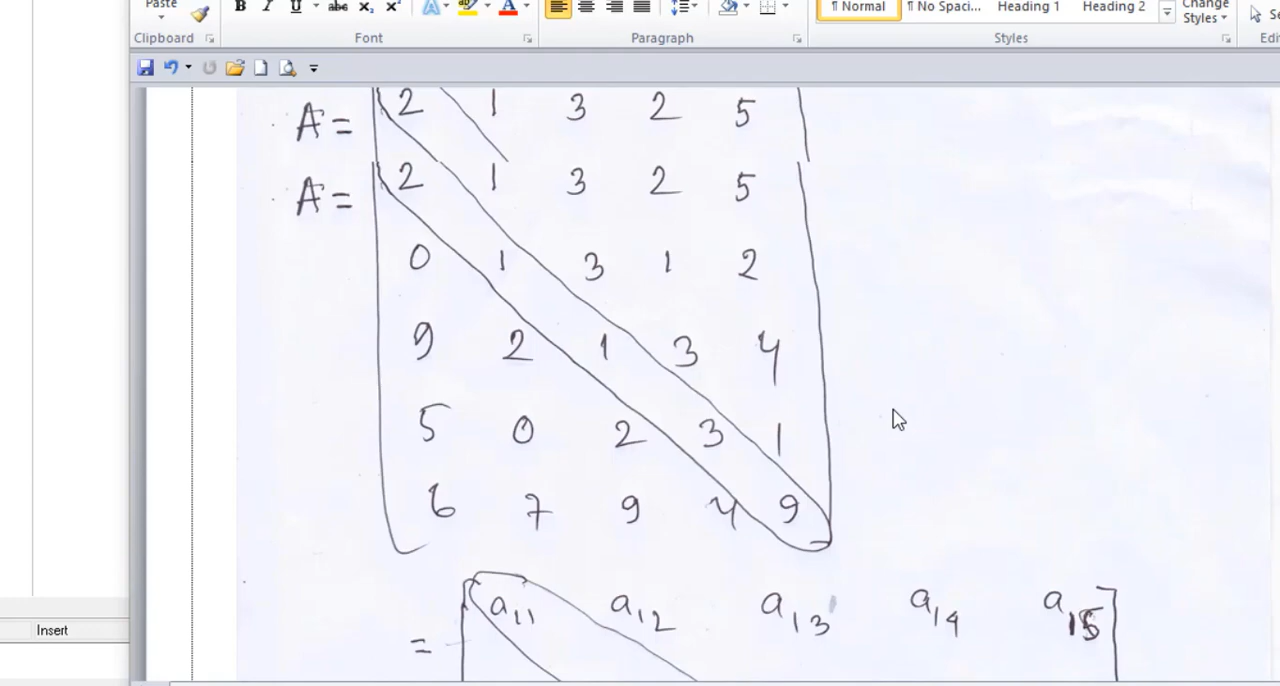 Paste
B I U abc x₂ x² A ab A
¶ Normal ¶ No Spaci... Heading 1 Heading 2 Change
Styles
Clipboard Font Paragraph Styles
A = 2 1 3 2 5
A = 2 1 3 2 5
0 1 3 1 2
9 2 1 3 4
5 0 2 3 1
6 7 9 4 9
= a₁₁ a₁₂ a₁₃ a₁₄ a₁₅
Insert